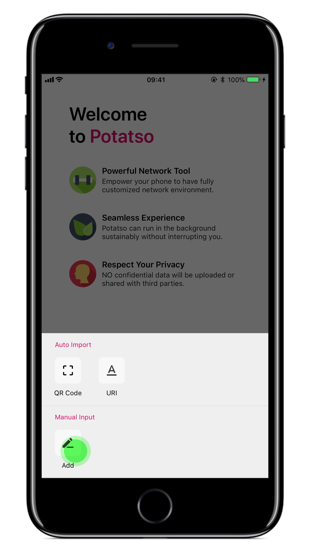 09:41
100%
Welcome
to Potatso
Powerful Network Tool
Empower your phone to have fully
customized network environment.
Seamless Experience
Potatso can run in the background
sustainably without interrupting you.
Respect Your Privacy
NO confidential data will be uploaded or
shared with third parties.
Auto Import
QR Code
URI
Manual Input
Add